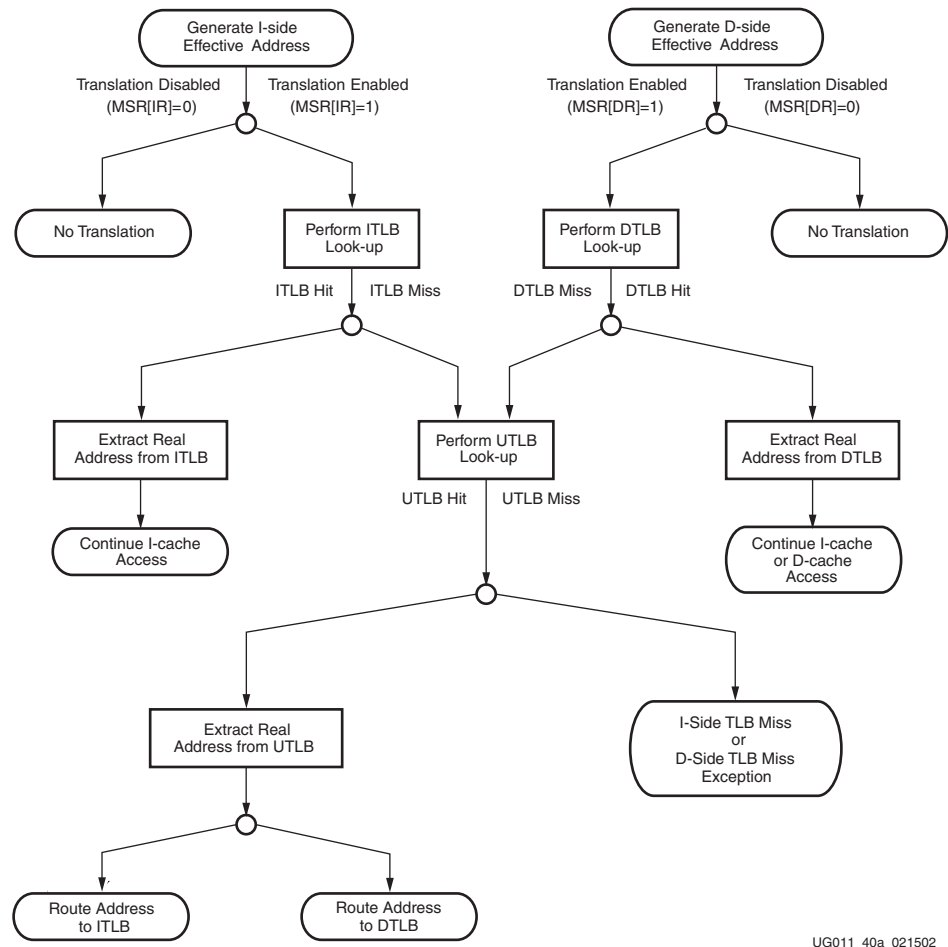 Generate I-side
Effective Address
Generate D-side
Effective Address
Translation Disabled
(MSR[IR]=0)
Translation Enabled
(MSR[IR]=1)
Translation Enabled
(MSR[DR]=1)
Translation Disabled
(MSR[DR]=0)
No Translation
Perform ITLB
Look-up
Perform DTLB
Look-up
No Translation
ITLB Hit
ITLB Miss
DTLB Miss
DTLB Hit
Extract Real
Address from ITLB
Perform UTLB
Look-up
Extract Real
Address from DTLB
UTLB Hit
UTLB Miss
Continue I-cache
Access
Continue I-cache
or D-cache
Access
Extract Real
Address from UTLB
I-Side TLB Miss
or
D-Side TLB Miss
Exception
Route Address
to ITLB
Route Address
to DTLB
UG011_40a_021502